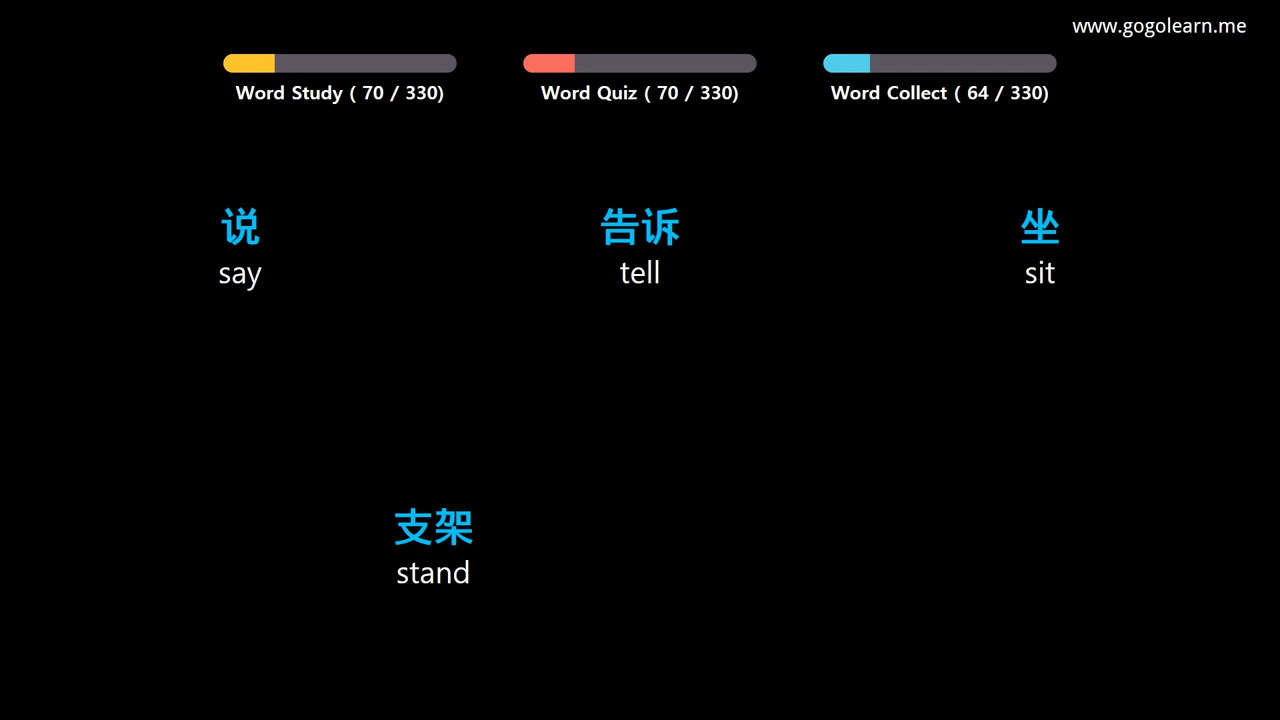 www.gogolearn.me
Word Study ( 70 / 330)
Word Quiz ( 70 / 330)
Word Collect ( 64 / 330)
说
say
告诉
tell
坐
sit
支架
stand